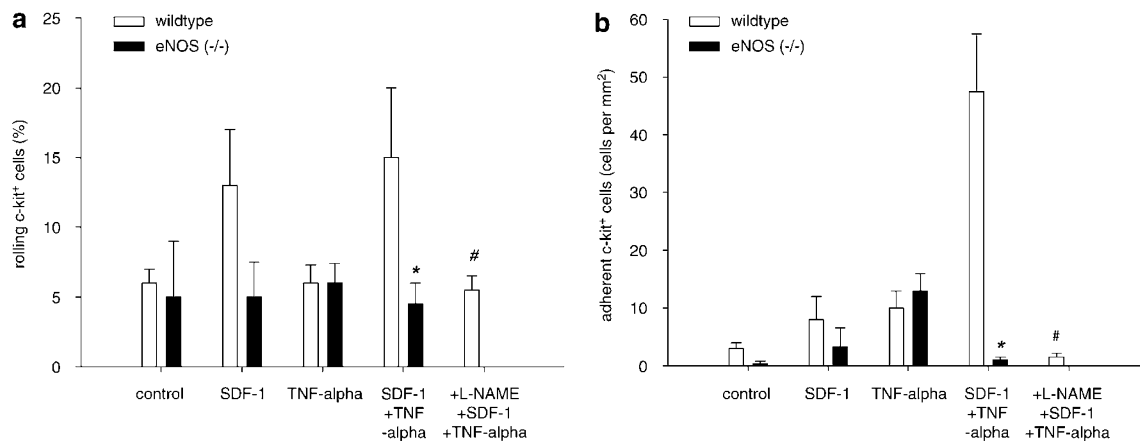 a
wildtype
eNOS (-/-)
rolling c-kit⁺ cells (%)
25
20
15
10
5
0
*
#
control
SDF-1
TNF-alpha
SDF-1
+TNF
-alpha
+L-NAME
+SDF-1
+TNF-alpha
b
wildtype
eNOS (-/-)
adherent c-kit⁺ cells (cells per mm²)
60
50
40
30
20
10
0
*
#
control
SDF-1
TNF-alpha
SDF-1
+TNF
-alpha
+L-NAME
+SDF-1
+TNF-alpha